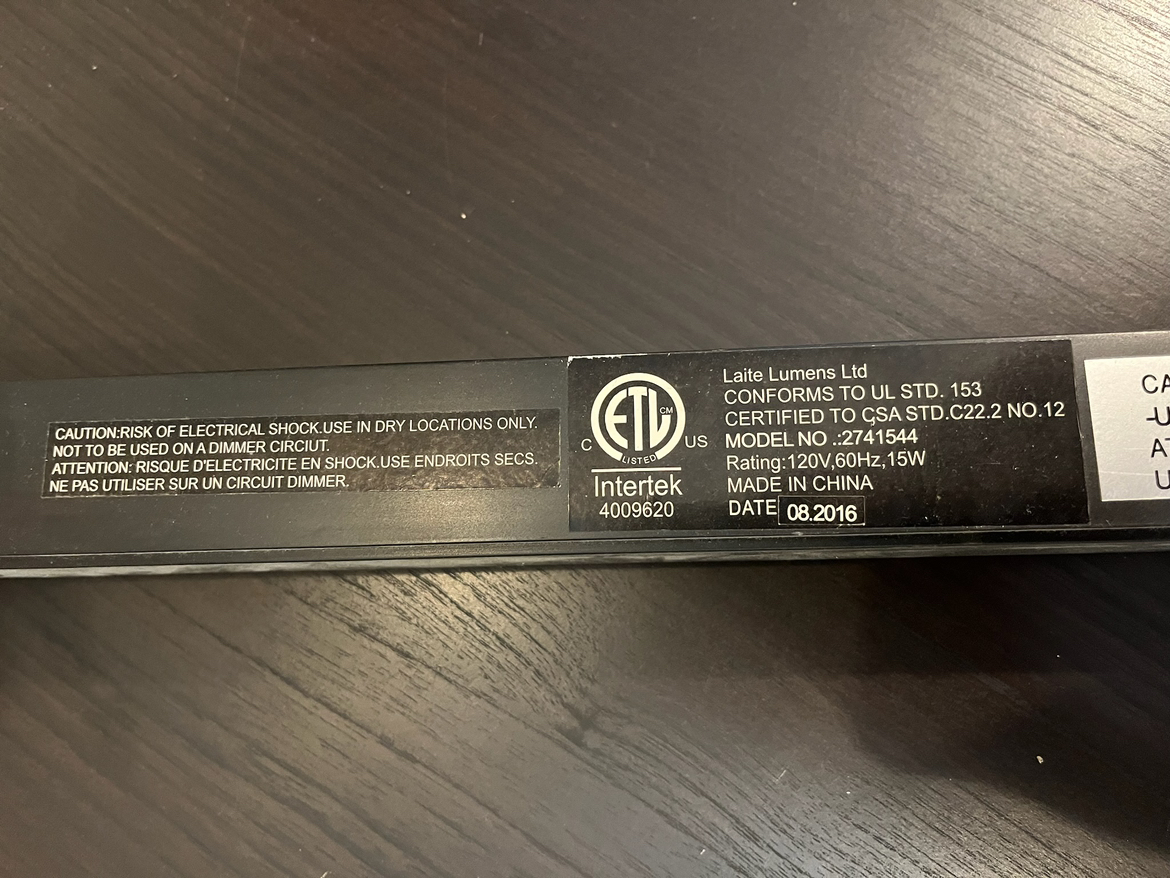 CAUTION:RISK OF ELECTRICAL SHOCK.USE IN DRY LOCATIONS ONLY.
NOT TO BE USED ON A DIMMER CIRCIUT.
ATTENTION: RISQUE D'ELECTRICITE EN SHOCK.USE ENDROITS SECS.
NE PAS UTILISER SUR UN CIRCUIT DIMMER.
ETL CM
C US
LISTED
Intertek
4009620
Laite Lumens Ltd
CONFORMS TO UL STD. 153
CERTIFIED TO CSA STD.C22.2 NO.12
MODEL NO .:2741544
Rating:120V,60Hz,15W
MADE IN CHINA
DATE 08.2016